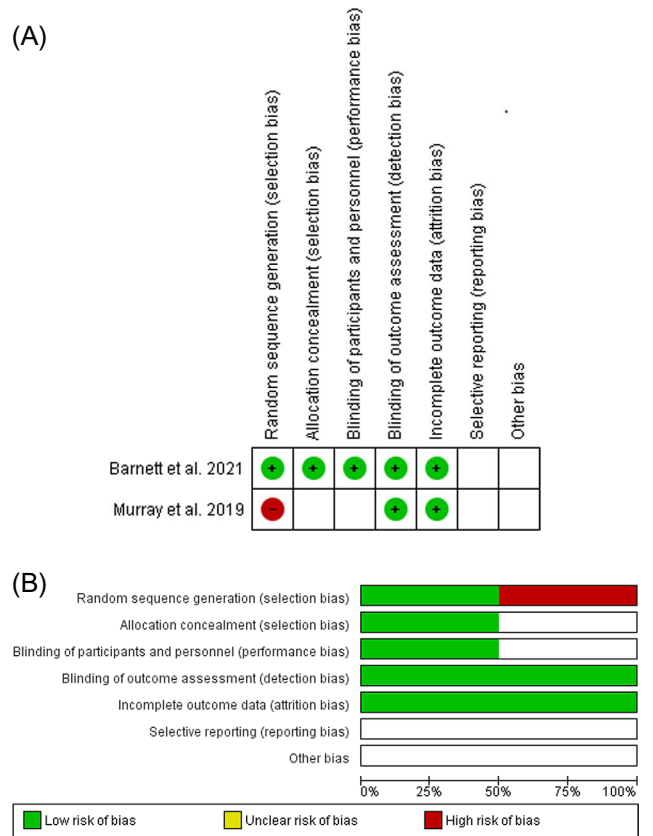 (A)
Random sequence generation (selection bias)
Allocation concealment (selection bias)
Blinding of participants and personnel (performance bias)
Blinding of outcome assessment (detection bias)
Incomplete outcome data (attrition bias)
Selective reporting (reporting bias)
Other bias
Barnett et al. 2021 + + + + +
Murray et al. 2019 - + +
(B)
Random sequence generation (selection bias)
Allocation concealment (selection bias)
Blinding of participants and personnel (performance bias)
Blinding of outcome assessment (detection bias)
Incomplete outcome data (attrition bias)
Selective reporting (reporting bias)
Other bias
0% 25% 50% 75% 100%
Low risk of bias Unclear risk of bias High risk of bias